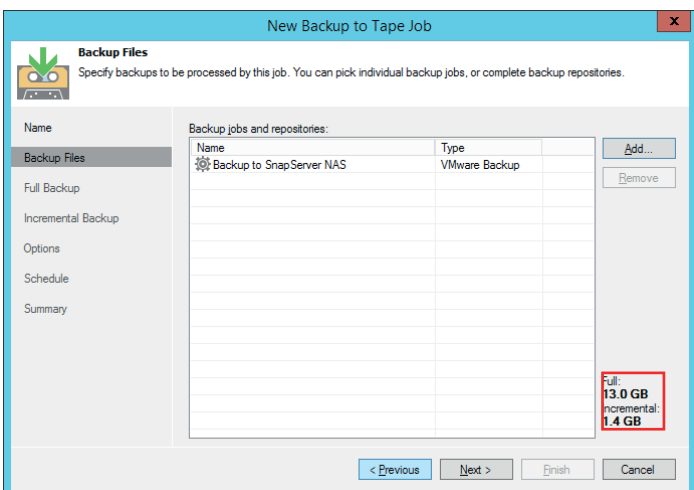 New Backup to Tape Job
x
Backup Files
Specify backups to be processed by this job. You can pick individual backup jobs, or complete backup repositories.
Name
Backup Files
Full Backup
Incremental Backup
Options
Schedule
Summary
Backup jobs and repositories:
Name Type
Backup to SnapServer NAS VMware Backup
Add...
Remove
Full:
13.0 GB
Incremental:
1.4 GB
< Previous Next > Finish Cancel